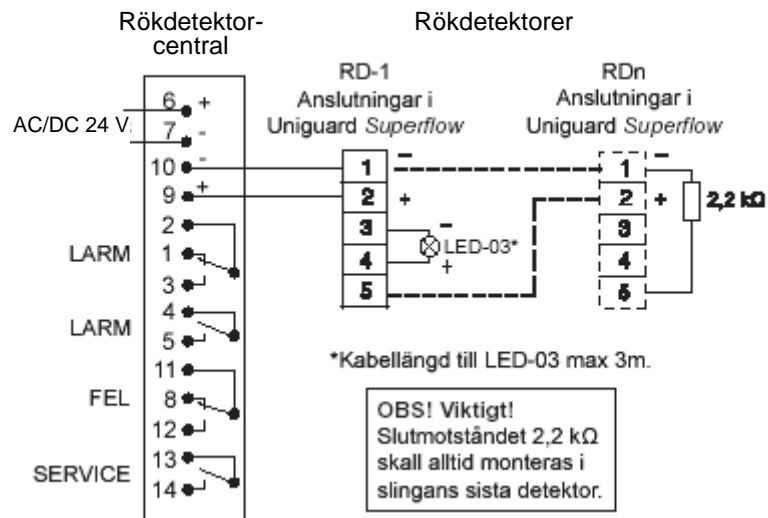 Rökdetektor-
central
Rökdetektorer
RD-1
Anslutningar i
Uniguard Superflow
RDn
Anslutningar i
Uniguard Superflow
AC/DC 24 V
6 +
7 -
10 -
9 +
2
LARM
1
3
LARM
4
5
11
FEL
8
12
SERVICE
13
14
1 -
2 +
3 -
4 +
5
LED-03*
1 -
2 +
3
4
5
2,2 kΩ
*Kabellängd till LED-03 max 3m.
OBS! Viktigt!
Slutmotståndet 2,2 kΩ
skall alltid monteras i
slingans sista detektor.